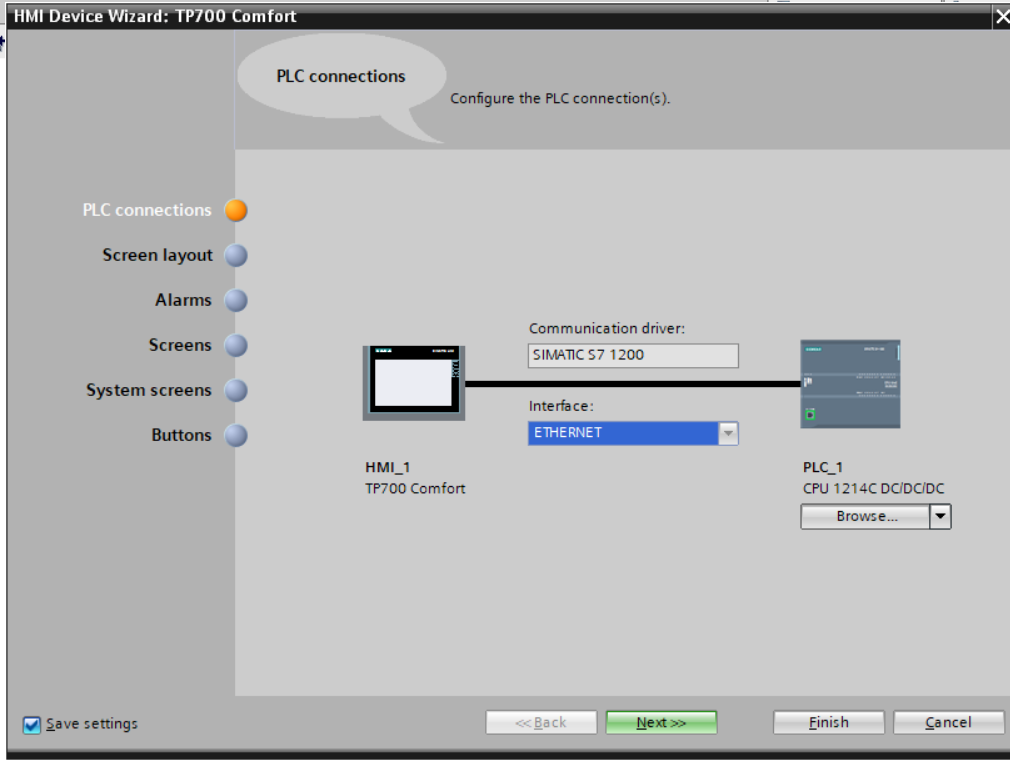 HMI Device Wizard: TP700 Comfort
PLC connections
Configure the PLC connection(s).
PLC connections
Screen layout
Alarms
Screens
System screens
Buttons
Communication driver:
SIMATIC S7 1200
Interface:
ETHERNET
HMI_1
TP700 Comfort
PLC_1
CPU 1214C DC/DC/DC
Browse...
Save settings
<< Back
Next >>
Finish
Cancel